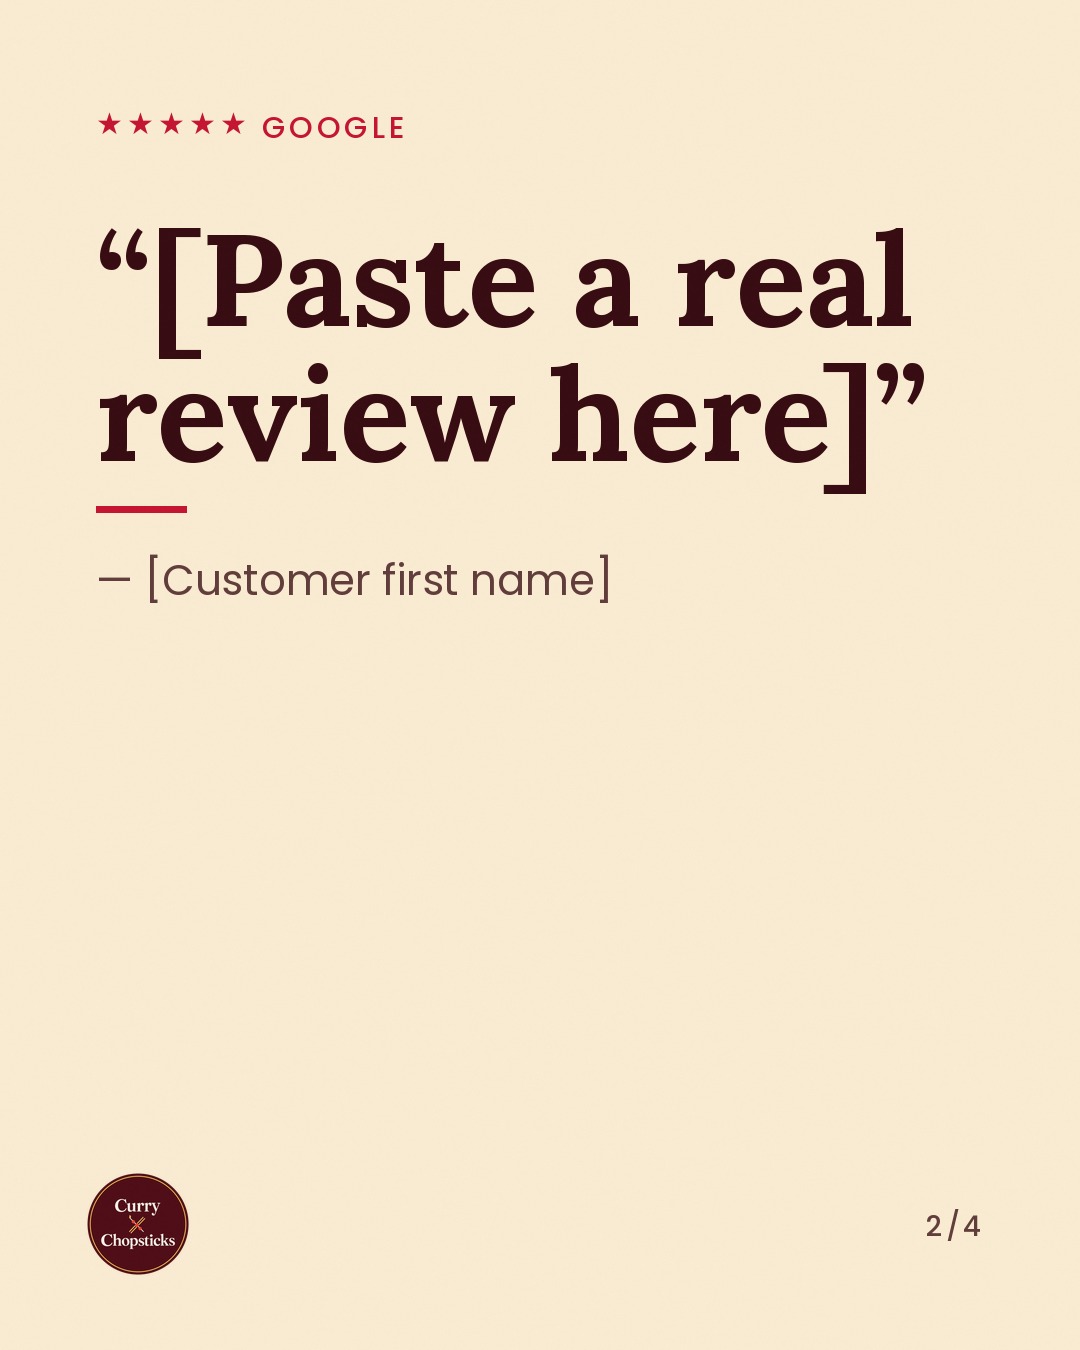 ★★★★★ GOOGLE
“[Paste a real
review here]”
— [Customer first name]
Curry
Chopsticks
2/4